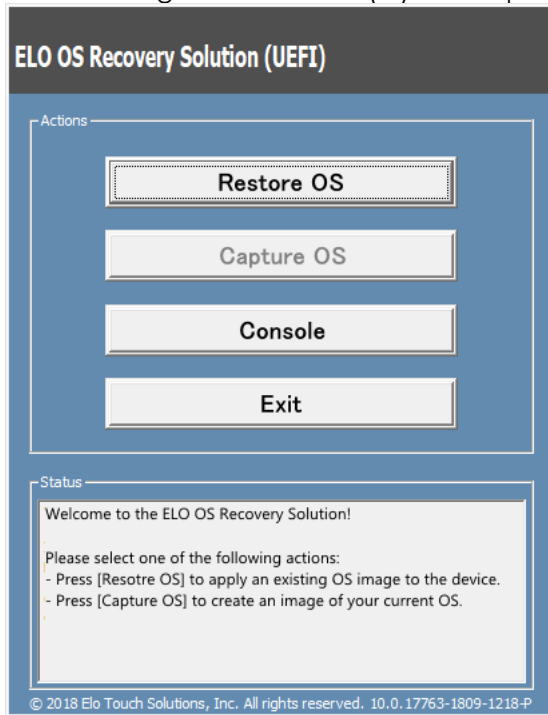 ELO OS Recovery Solution (UEFI)
Actions
Restore OS
Capture OS
Console
Exit
Status
Welcome to the ELO OS Recovery Solution!
Please select one of the following actions:
- Press [Resotre OS] to apply an existing OS image to the device.
- Press [Capture OS] to create an image of your current OS.
© 2018 Elo Touch Solutions, Inc. All rights reserved. 10.0.17763-1809-1218-P